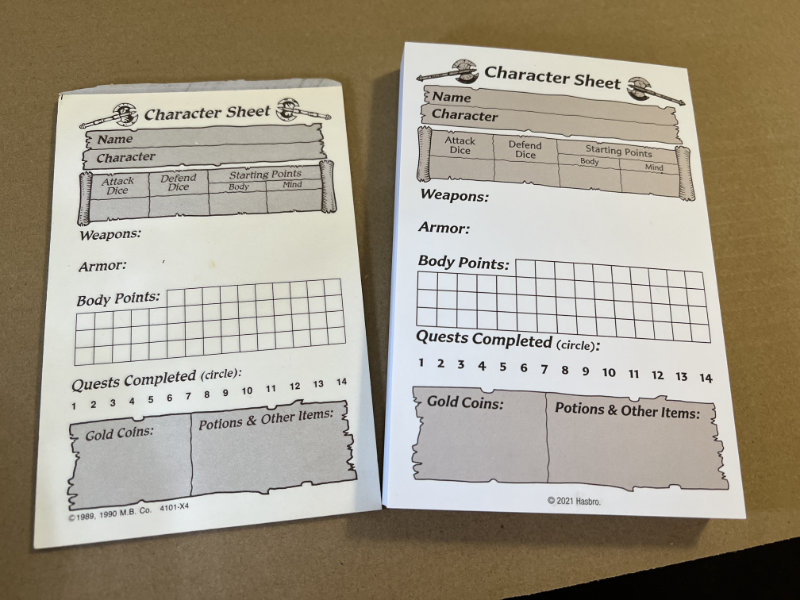 Character Sheet
Name
Character
Attack Dice
Defend Dice
Starting Points
Body
Mind
Weapons:
Armor:
Body Points:
Quests Completed (circle):
1 2 3 4 5 6 7 8 9 10 11 12 13 14
Gold Coins:
Potions & Other Items:
©1989, 1990 M.B. Co. 4101-X4
Character Sheet
Name
Character
Attack Dice
Defend Dice
Starting Points
Body
Mind
Weapons:
Armor:
Body Points:
Quests Completed (circle):
1 2 3 4 5 6 7 8 9 10 11 12 13 14
Gold Coins:
Potions & Other Items:
© 2021 Hasbro.